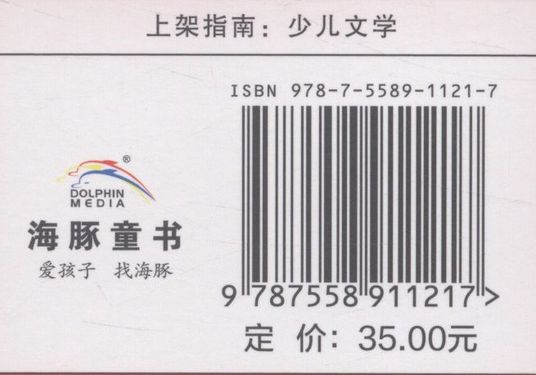 上架指南：少儿文学
ISBN 978-7-5589-1121-7
®
DOLPHIN
MEDIA
海豚童书
爱孩子 找海豚
9 787558 911217 >
定 价：35.00元